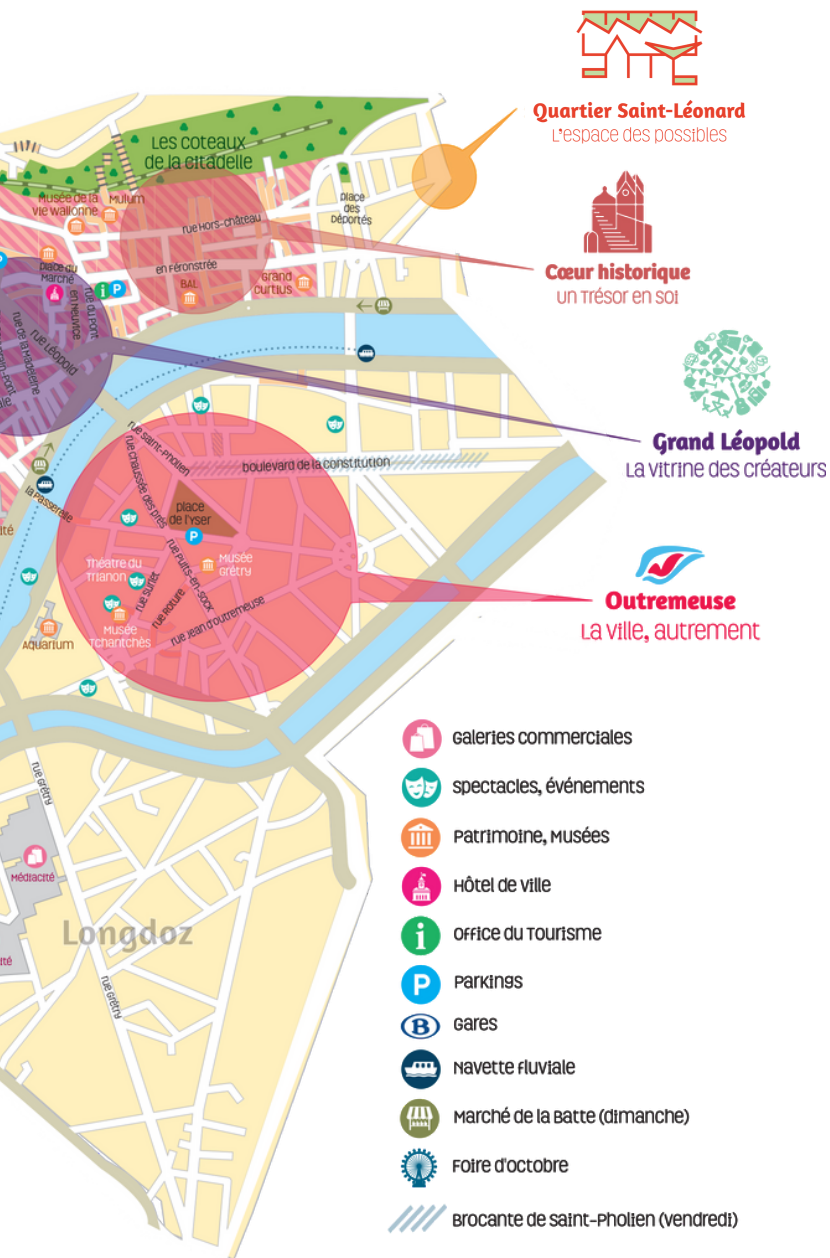 Quartier Saint-Léonard
L'espace des possibles
Les coteaux
de la citadelle
Musée de la
vie wallonne
Mulum
place
des
Déportés
rue Hors-château
Cœur historique
un trésor en soi
en Féronstrée
BAL
Grand
curtius
P
place du
Marché
i
P
en Neuvice
rue du Pont
rue Léopold
rue de la Madeleine
Grand Léopold
La vitrine des créateurs
rue saint-Pholien
boulevard de la constitution
rue chaussée des prés
la Passerelle
place
de l'Yser
P
Musée
Grétry
Théatre du
Trianon
rue surlet
rue Puits-en-sock
rue Roture
rue Jean d'outremeuse
Musée
Tchantchès
Aquarium
Outremeuse
La ville, autrement
rue Grétry
Médiacité
Longdoz
rue Grétry
Galeries commerciales
spectacles, événements
Patrimoine, Musées
Hôtel de ville
i
office du Tourisme
P
Parkings
B
Gares
Navette fluviale
Marché de la Batte (dimanche)
Foire d'octobre
Brocante de saint-Pholien (vendredi)